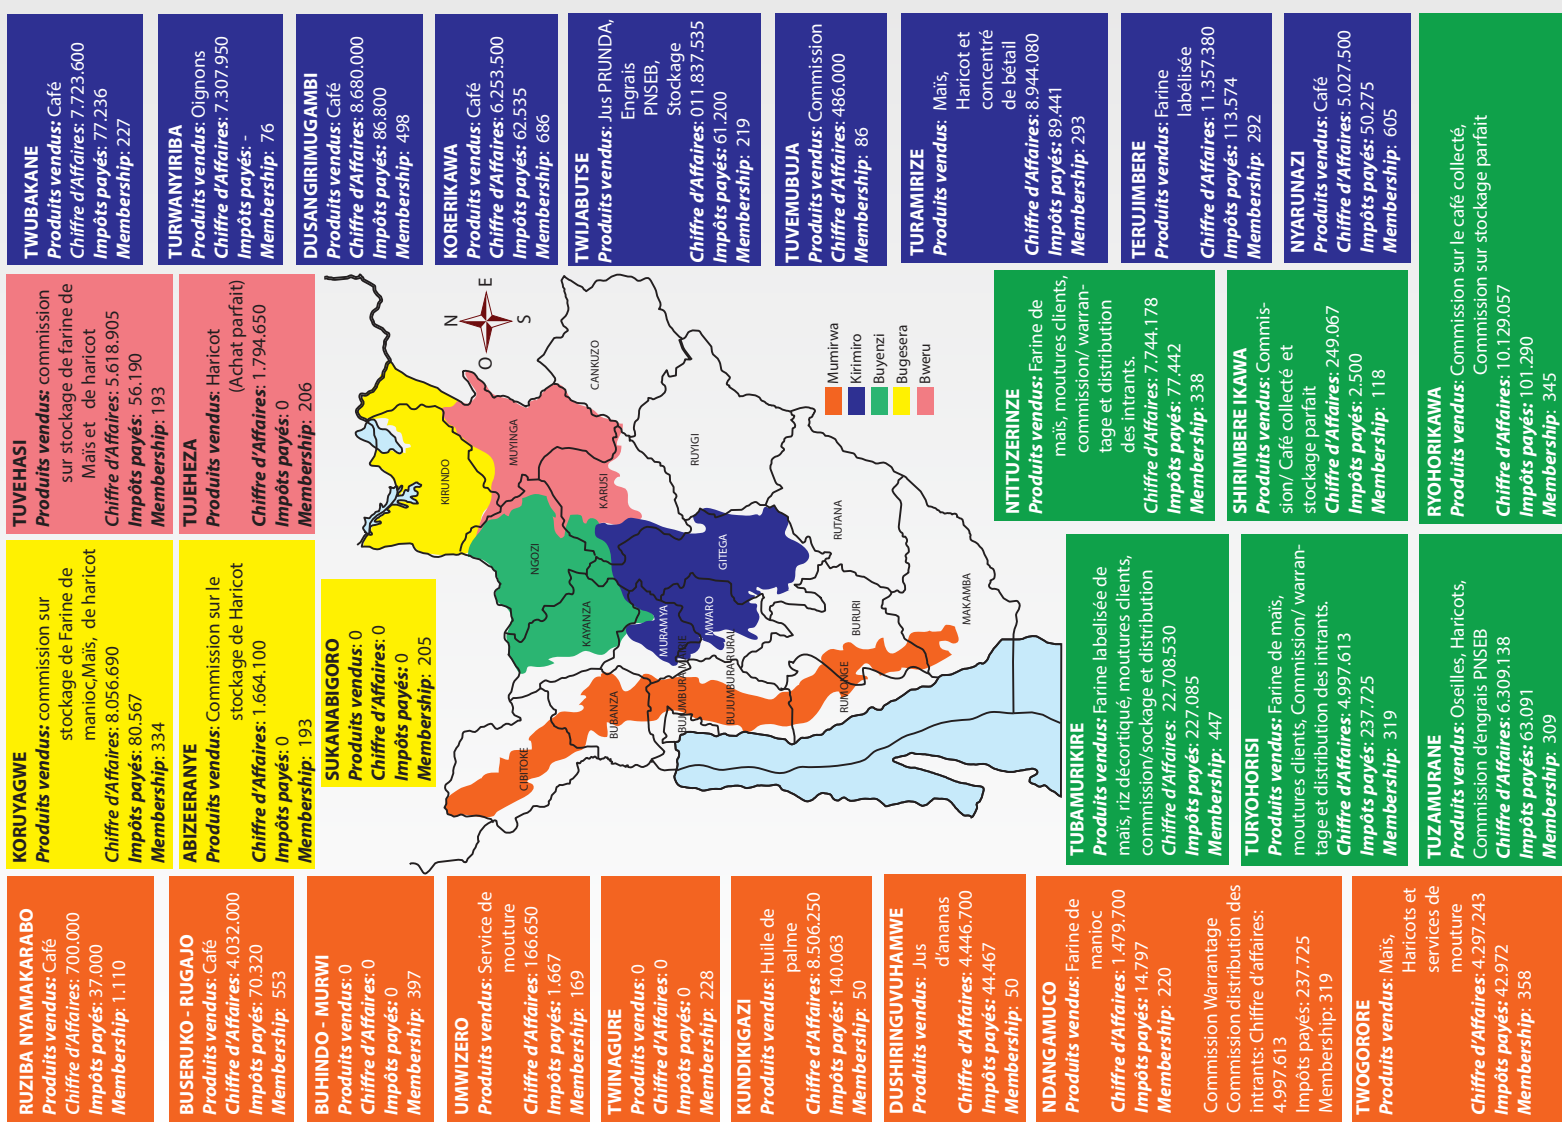 RUZIBA NYAMAKARABO
Produits vendus: Café
Chiffre d'Affaires: 700.000
Impôts payés: 37.000
Membership: 1.110
BUSERUKO - RUGAJO
Produits vendus: Café
Chiffre d'Affaires: 4.032.000
Impôts payés: 70.320
Membership: 553
BUHINDO - MURWI
Produits vendus: 0
Chiffre d'Affaires: 0
Impôts payés: 0
Membership: 397
UMWIZERO
Produits vendus: Service de
mouture
Chiffre d'Affaires: 166.650
Impôts payés: 1.667
Membership: 169
TWINAGURE
Produits vendus: 0
Chiffre d'Affaires: 0
Impôts payés: 0
Membership: 228
KUNDIKIGAZI
Produits vendus: Huile de
palme
Chiffre d'Affaires: 8.506.250
Impôts payés: 140.063
Membership: 50
DUSHIRINGUVUHAMWE
Produits vendus: Jus
d'ananas
Chiffre d'Affaires: 4.446.700
Impôts payés: 44.467
Membership: 50
NDANGAMUCO
Produits vendus: Farine de
manioc
Chiffre d'Affaires: 1.479.700
Impôts payés: 14.797
Membership: 220
Commission Warrantage
Commission distribution des
intrants: Chiffre d'affaires:
4.997.613
Impôts payés: 237.725
Membership: 319
TWOGORORE
Produits vendus: Maïs,
Haricots et
services de
mouture
Chiffre d'Affaires: 4.297.243
Impôts payés: 42.972
Membership: 358
KORUYAGWE
Produits vendus: commission sur
stockage de Farine de
manioc,Maïs, de haricot
Chiffre d'Affaires: 8.056.690
Impôts payés: 80.567
Membership: 334
ABIZEERANYE
Produits vendus: Commission sur le
stockage de Haricot
Chiffre d'Affaires: 1.664.100
Impôts payés: 0
Membership: 193
SUKANABIGORO
Produits vendus: 0
Chiffre d'Affaires: 0
Impôts payés: 0
Membership: 205
TUVEHASI
Produits vendus: commission
sur stockage de farine de
Maïs et de haricot
Chiffre d'Affaires: 5.618.905
Impôts payés: 56.190
Membership: 193
TUJEHEZA
Produits vendus: Haricot
(Achat parfait)
Chiffre d'Affaires: 1.794.650
Impôts payés: 0
Membership: 206
TWUBAKANE
Produits vendus: Café
Chiffre d'Affaires: 7.723.600
Impôts payés: 77.236
Membership: 227
TURWANYIRIBA
Produits vendus: Oignons
Chiffre d'Affaires: 7.307.950
Impôts payés: -
Membership: 76
DUSANGIRIMUGAMBI
Produits vendus: Café
Chiffre d'Affaires: 8.680.000
Impôts payés: 86.800
Membership: 498
KORERIKAWA
Produits vendus: Café
Chiffre d'Affaires: 6.253.500
Impôts payés: 62.535
Membership: 686
TWIJABUTSE
Produits vendus: Jus PRUNDA,
Engrais
PNSEB,
Stockage
Chiffre d'Affaires: 011.837.535
Impôts payés: 61.200
Membership: 219
TUVEMUBUJA
Produits vendus: Commission
Chiffre d'Affaires: 486.000
Membership: 86
TURAMIRIZE
Produits vendus: Maïs,
Haricot et
concentré
de bétail
Chiffre d'Affaires: 8.944.080
Impôts payés: 89.441
Membership: 293
TERUJIMBERE
Produits vendus: Farine
labélisée
Chiffre d'Affaires: 11.357.380
Impôts payés: 113.574
Membership: 292
NYARUNAZI
Produits vendus: Café
Chiffre d'Affaires: 5.027.500
Impôts payés: 50.275
Membership: 605
N
O
E
S
CIBITOKE
BUBANZA
BUJUMBURA MAIRIE
BUJUMBURA RURAL
RUMONGE
BURURI
MAKAMBA
KAYANZA
MURAMYA
MWARO
NGOZI
GITEGA
RUTANA
KIRUNDO
MUYINGA
KARUSI
RUYIGI
CANKUZO
Mumirwa
Kirimiro
Buyenzi
Bugesera
Bweru
TUBAMURIKIRE
Produits vendus: Farine labelisée de
maïs, riz décortiqué, moutures clients,
commission/sockage et distribution
Chiffre d'Affaires: 22.708.530
Impôts payés: 227.085
Membership: 447
TURYOHORISI
Produits vendus: Farine de maïs,
moutures clients, Commission/ warran-
tage et distribution des intrants.
Chiffre d'Affaires: 4.997.613
Impôts payés: 237.725
Membership: 319
TUZAMURANE
Produits vendus: Oseilles, Haricots,
Commission d'engrais PNSEB
Chiffre d'Affaires: 6.309.138
Impôts payés: 63.091
Membership: 309
NTITUZERINZE
Produits vendus: Farine de
maïs, moutures clients,
commission/ warran-
tage et distribution
des intrants.
Chiffre d'Affaires: 7.744.178
Impôts payés: 77.442
Membership: 338
SHIRIMBERE IKAWA
Produits vendus: Commis-
sion/ Café collecté et
stockage parfait
Chiffre d'Affaires: 249.067
Impôts payés: 2.500
Membership: 118
RYOHORIKAWA
Produits vendus: Commission sur le café collecté,
Commission sur stockage parfait
Chiffre d'Affaires: 10.129.057
Impôts payés: 101.290
Membership: 345